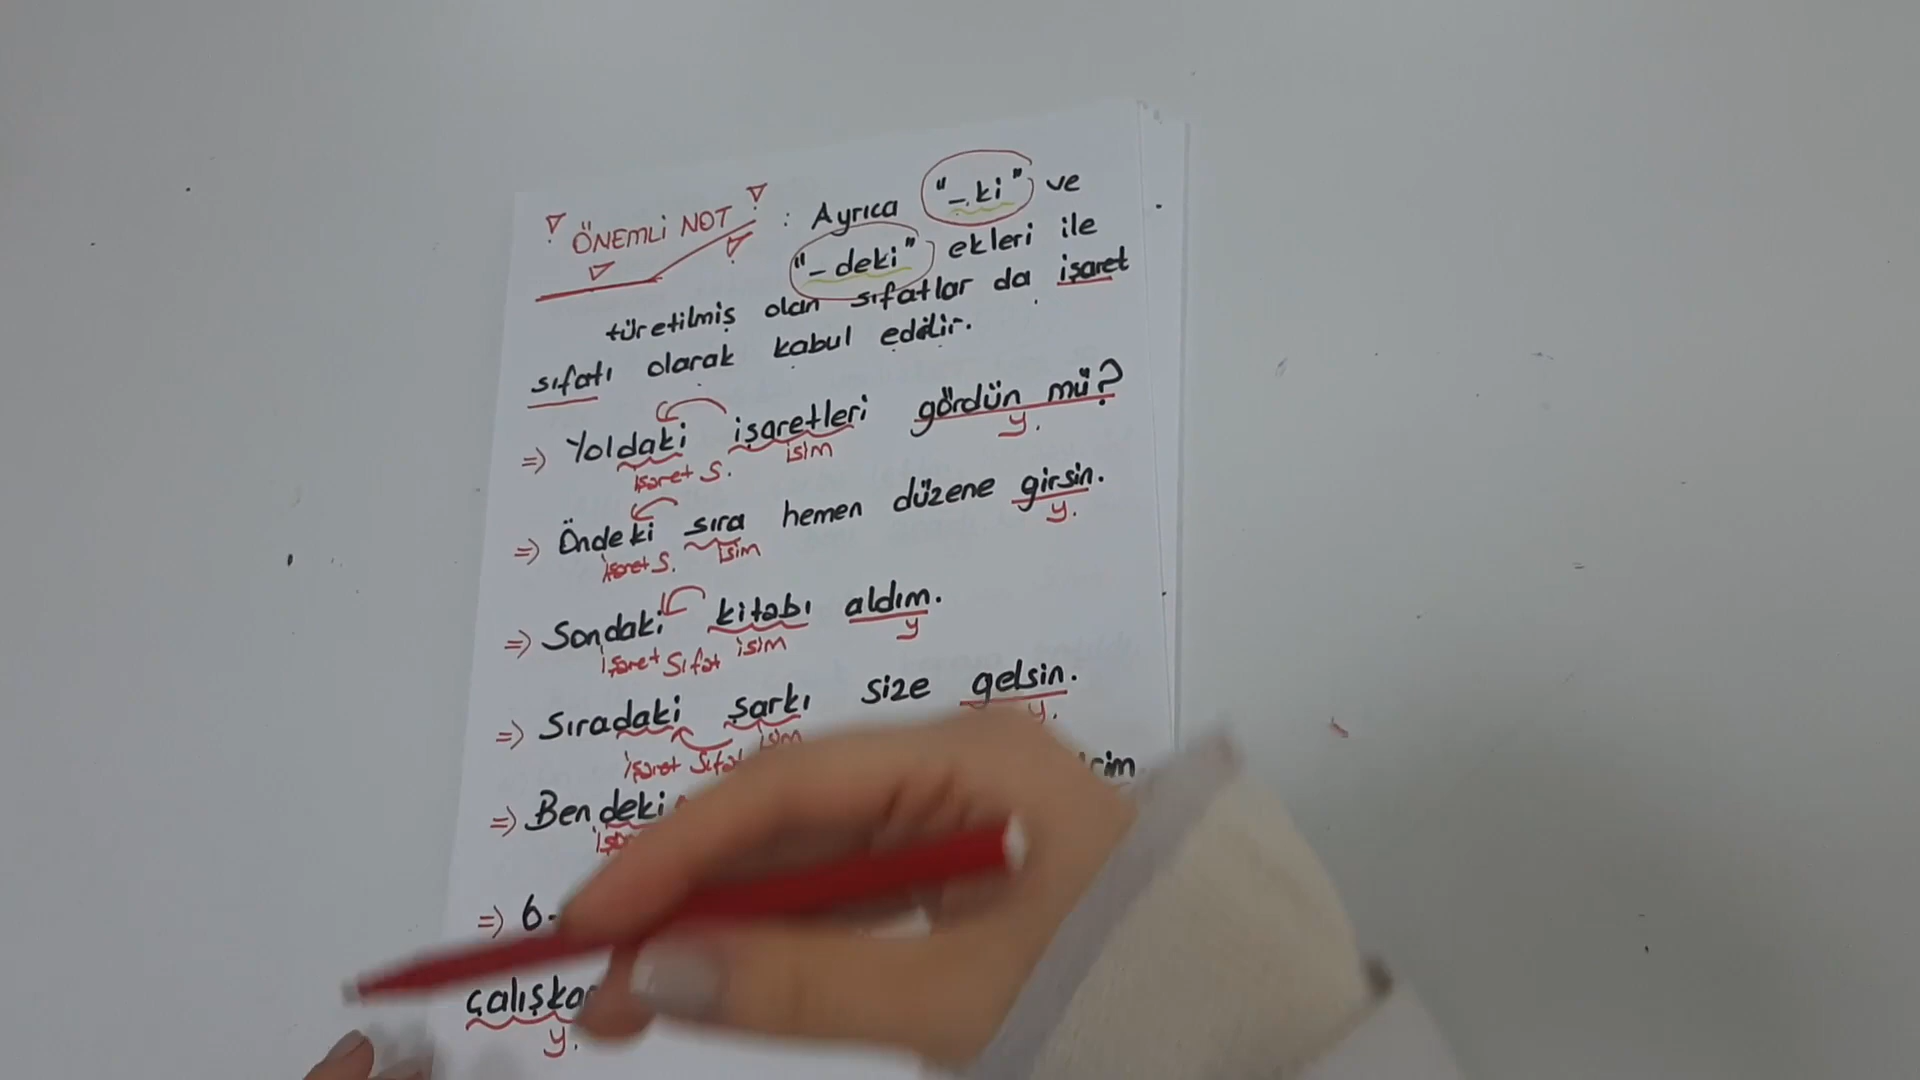 ÖNEMLİ NOT : Ayrıca "-ki" ve
"-deki" ekleri ile
türetilmiş olan sıfatlar da işaret
sıfatı olarak kabul edilir.
=> Yoldaki işaretleri gördün mü?
işaret S. isim y.
=> Öndeki sıra hemen düzene girsin.
işaret S. isim y.
=> Sondaki kitabı aldım.
işaret Sıfat isim y
=> Sıradaki şarkı size gelsin.
işaret isim y.
=> Bendeki
=> 6-
y.